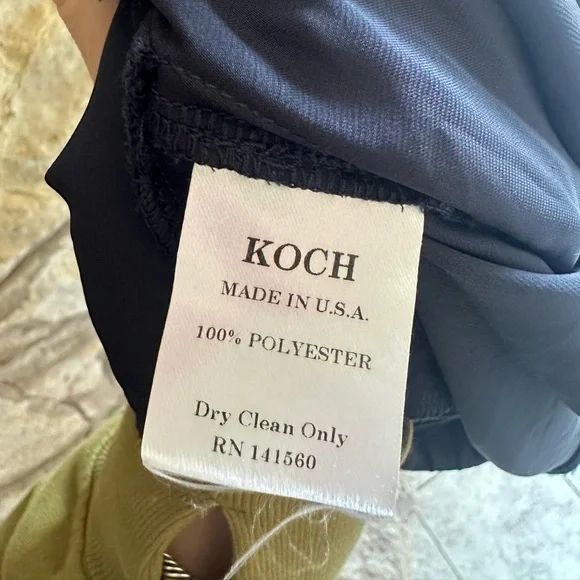 KOCH
MADE IN U.S.A.
100% POLYESTER
Dry Clean Only
RN 141560